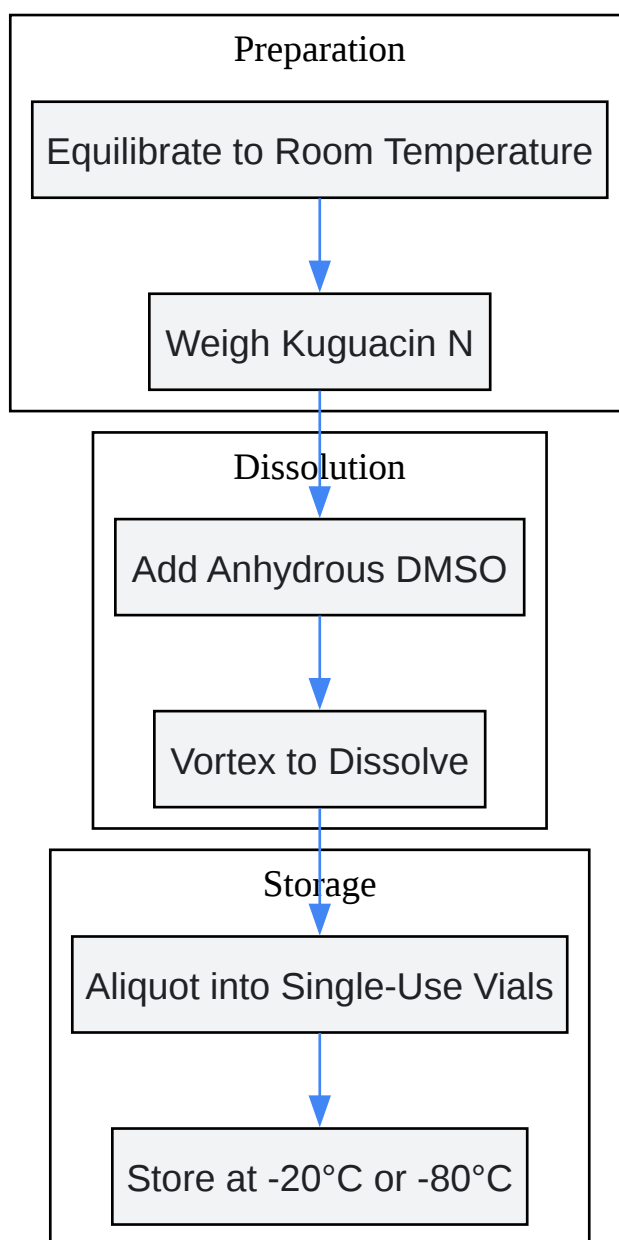 Preparation
Equilibrate to Room Temperature
Weigh Kuguacin N
Dissolution
Add Anhydrous DMSO
Vortex to Dissolve
Storage
Aliquot into Single-Use Vials
Store at -20°C or -80°C